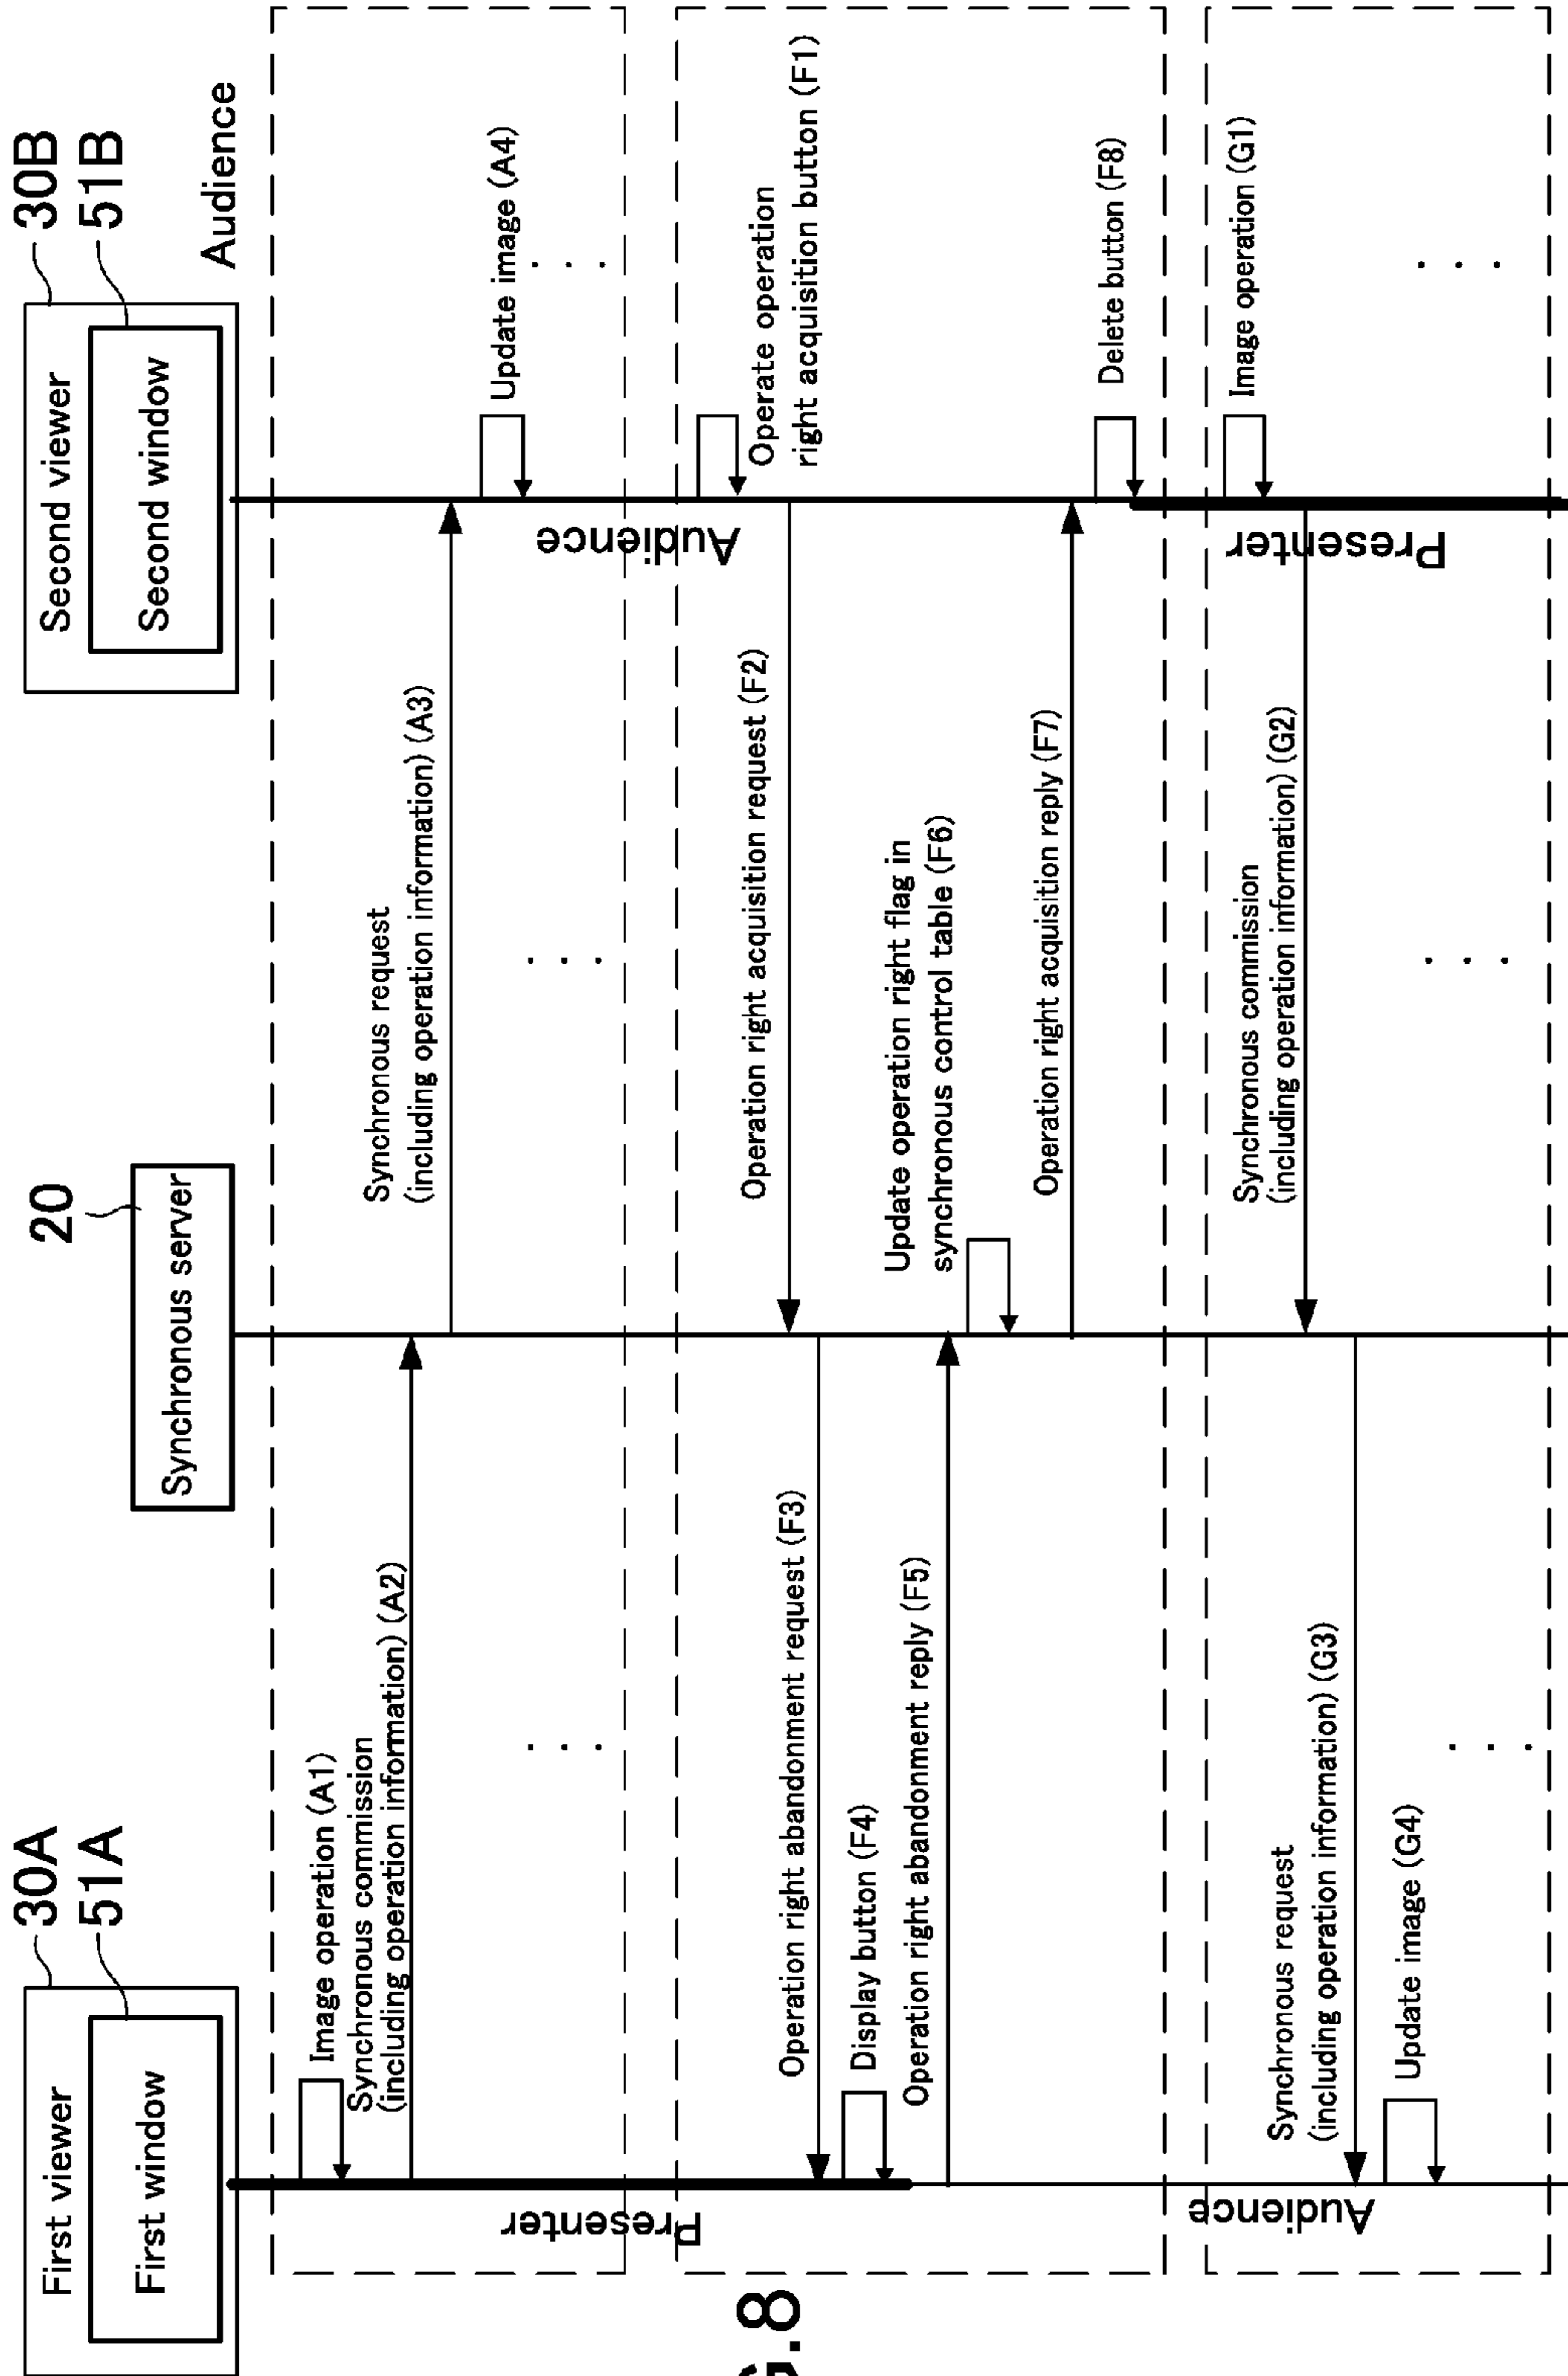 30A
51A
First viewer
First window
20
Synchronous server
30B
51B
Second viewer
Second window
Audience
Image operation (A1)
Synchronous commission
(including operation information) (A2)
Synchronous request
(including operation information) (A3)
Update image (A4)
. . .
. . .
. . .
Presenter
Audience
Operate operation
right acquisition button (F1)
Operation right acquisition request (F2)
Operation right abandonment request (F3)
Display button (F4)
Operation right abandonment reply (F5)
Update operation right flag in
synchronous control table (F6)
Operation right acquisition reply (F7)
Delete button (F8)
Audience
Presenter
Image operation (G1)
Synchronous commission
(including operation information) (G2)
Synchronous request
(including operation information) (G3)
Update image (G4)
. . .
. . .
. . .
G.8